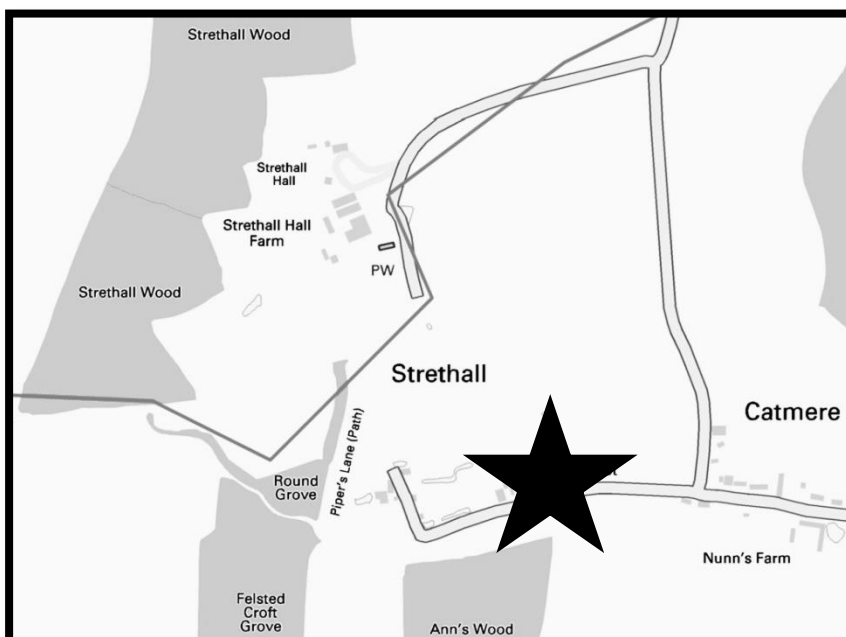 Strethall Wood
Strethall
Hall
Strethall Hall
Farm
PW
Strethall Wood
Strethall
Catmere
Piper's Lane (Path)
Round
Grove
Nunn's Farm
Felsted
Croft
Grove
Ann's Wood